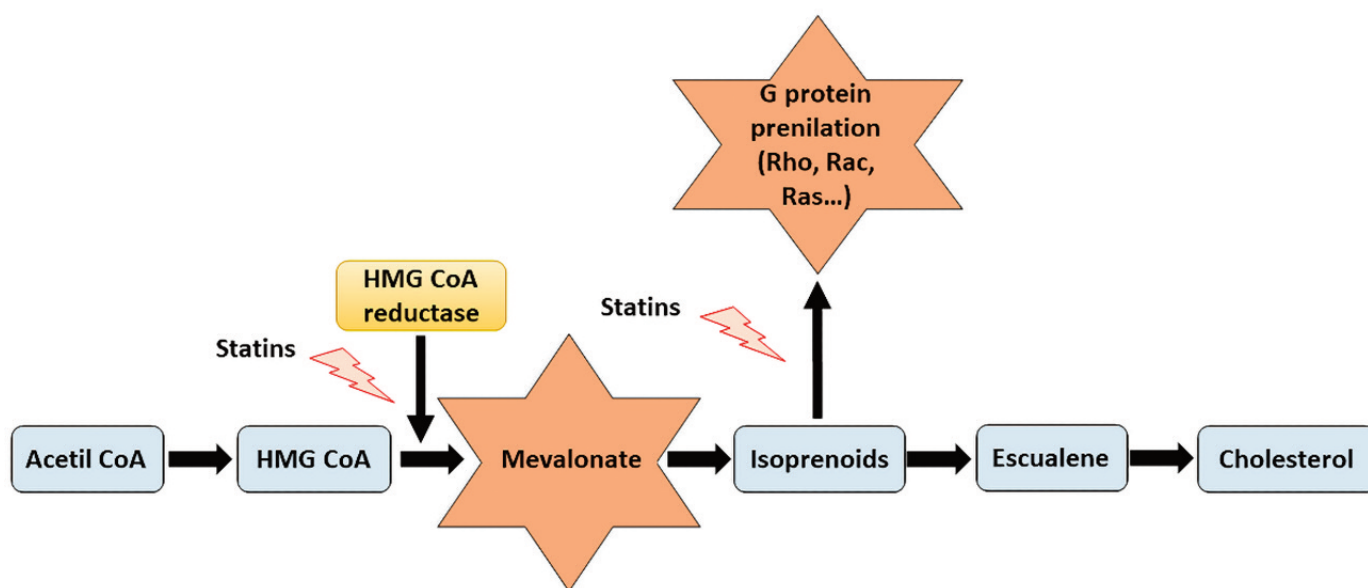 G protein
prenilation
(Rho, Rac,
Ras...)
HMG CoA
reductase
Statins
Statins
Acetil CoA
HMG CoA
Mevalonate
Isoprenoids
Escualene
Cholesterol